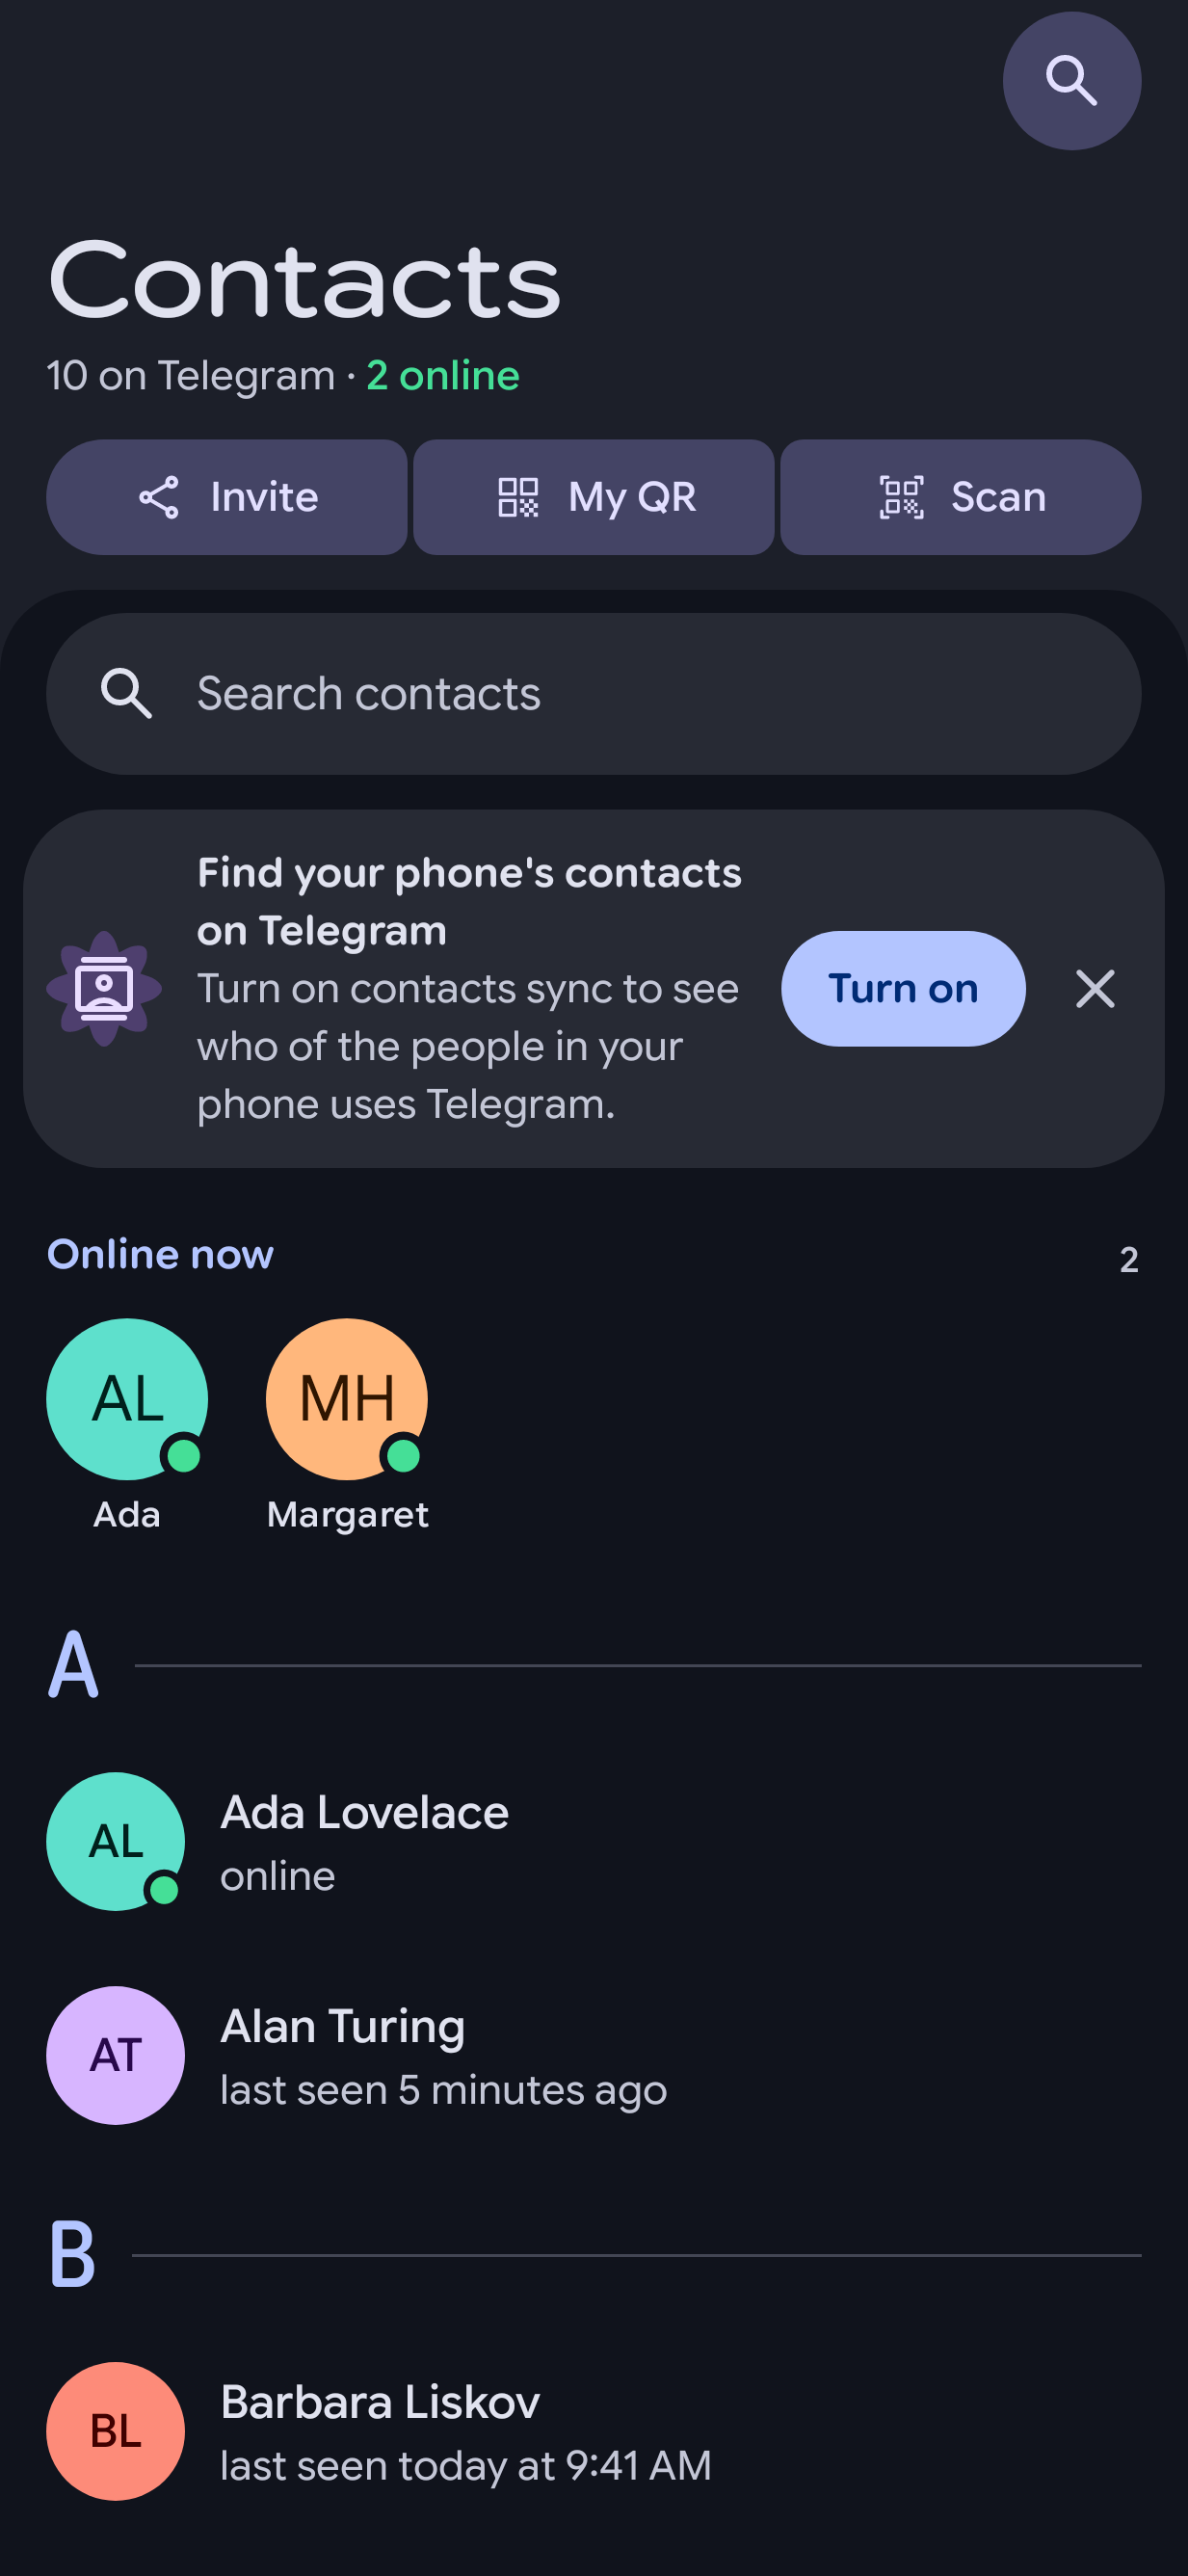 Contacts
10 on Telegram · 2 online
Invite
My QR
Scan
Search contacts
Find your phone's contacts
on Telegram
Turn on contacts sync to see
who of the people in your
phone uses Telegram.
Turn on
Online now
2
AL
MH
Ada
Margaret
A
AL
Ada Lovelace
online
AT
Alan Turing
last seen 5 minutes ago
B
BL
Barbara Liskov
last seen today at 9:41 AM